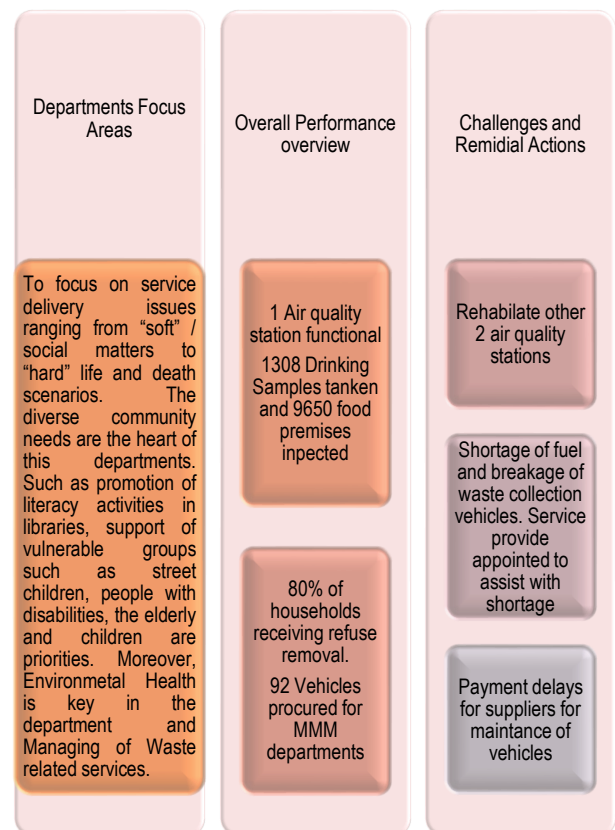 Departments Focus
Areas
To focus on service
delivery issues
ranging from “soft” /
social matters to
“hard” life and death
scenarios. The
diverse community
needs are the heart of
this departments.
Such as promotion of
literacy activities in
libraries, support of
vulnerable groups
such as street
children, people with
disabilities, the elderly
and children are
priorities. Moreover,
Environmetal Health
is key in the
department and
Managing of Waste
related services.
Overall Performance
overview
1 Air quality
station functional
1308 Drinking
Samples tanken
and 9650 food
premises
inpected
80% of
households
receiving refuse
removal.
92 Vehicles
procured for
MMM
departments
Challenges and
Remidial Actions
Rehabilate other
2 air quality
stations
Shortage of fuel
and breakage of
waste collection
vehicles. Service
provide
appointed to
assist with
shortage
Payment delays
for suppliers for
maintance of
vehicles